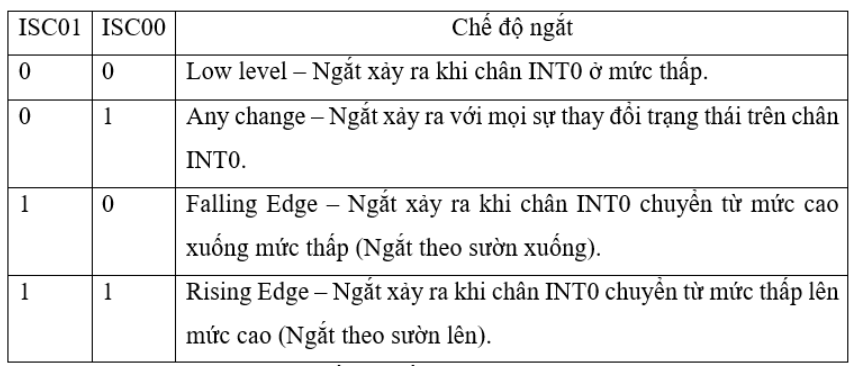 ISC01 ISC00 Chế độ ngắt
0 0 Low level – Ngắt xảy ra khi chân INT0 ở mức thấp.
0 1 Any change – Ngắt xảy ra với mọi sự thay đổi trạng thái trên chân
INT0.
1 0 Falling Edge – Ngắt xảy ra khi chân INT0 chuyển từ mức cao
xuống mức thấp (Ngắt theo sườn xuống).
1 1 Rising Edge – Ngắt xảy ra khi chân INT0 chuyển từ mức thấp lên
mức cao (Ngắt theo sườn lên).